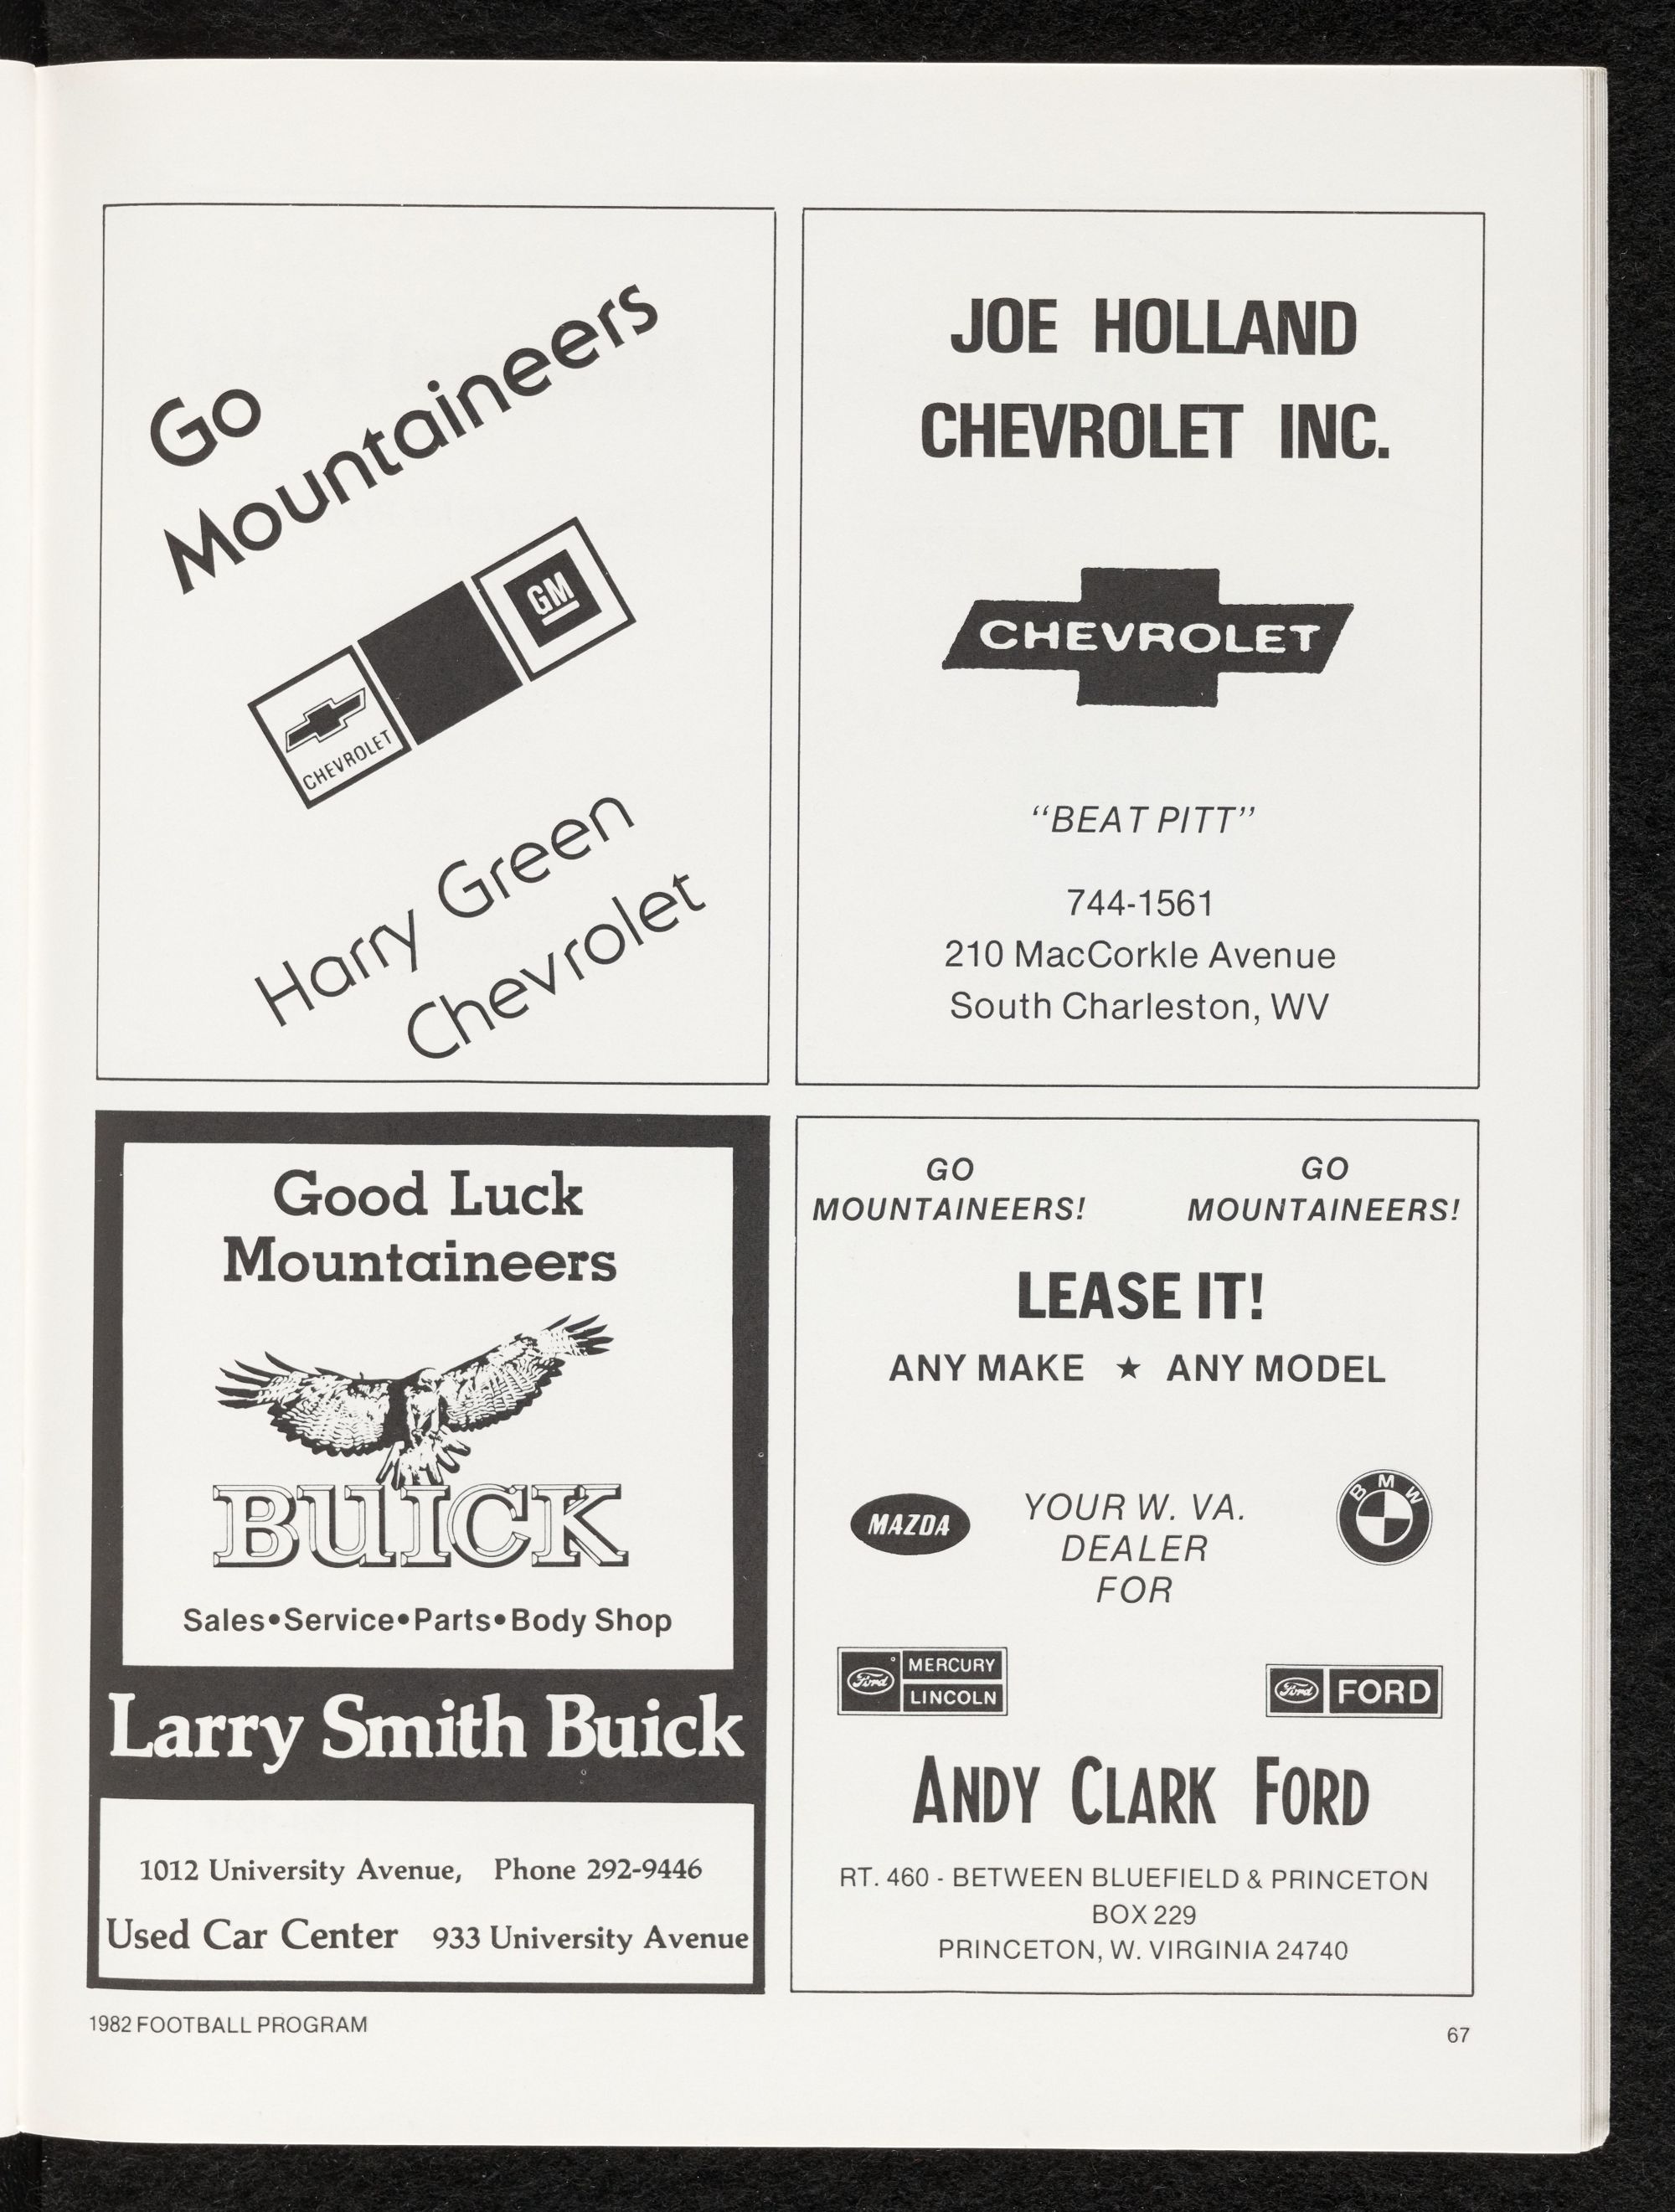 Go
Mountaineers
GM
CHEVROLET
Harry Green
Chevrolet
JOE HOLLAND
CHEVROLET INC.
CHEVROLET
“BEAT PITT”
744-1561
210 MacCorkle Avenue
South Charleston, WV
Good Luck
Mountaineers
BUICK
Sales•Service•Parts•Body Shop
Larry Smith Buick
1012 University Avenue, Phone 292-9446
Used Car Center 933 University Avenue
GO GO
MOUNTAINEERS! MOUNTAINEERS!
LEASE IT!
ANY MAKE ★ ANY MODEL
MAZDA
YOUR W. VA.
DEALER
FOR
BMW
Ford MERCURY
LINCOLN
Ford FORD
ANDY CLARK FORD
RT. 460 - BETWEEN BLUEFIELD & PRINCETON
BOX 229
PRINCETON, W. VIRGINIA 24740
1982 FOOTBALL PROGRAM
67